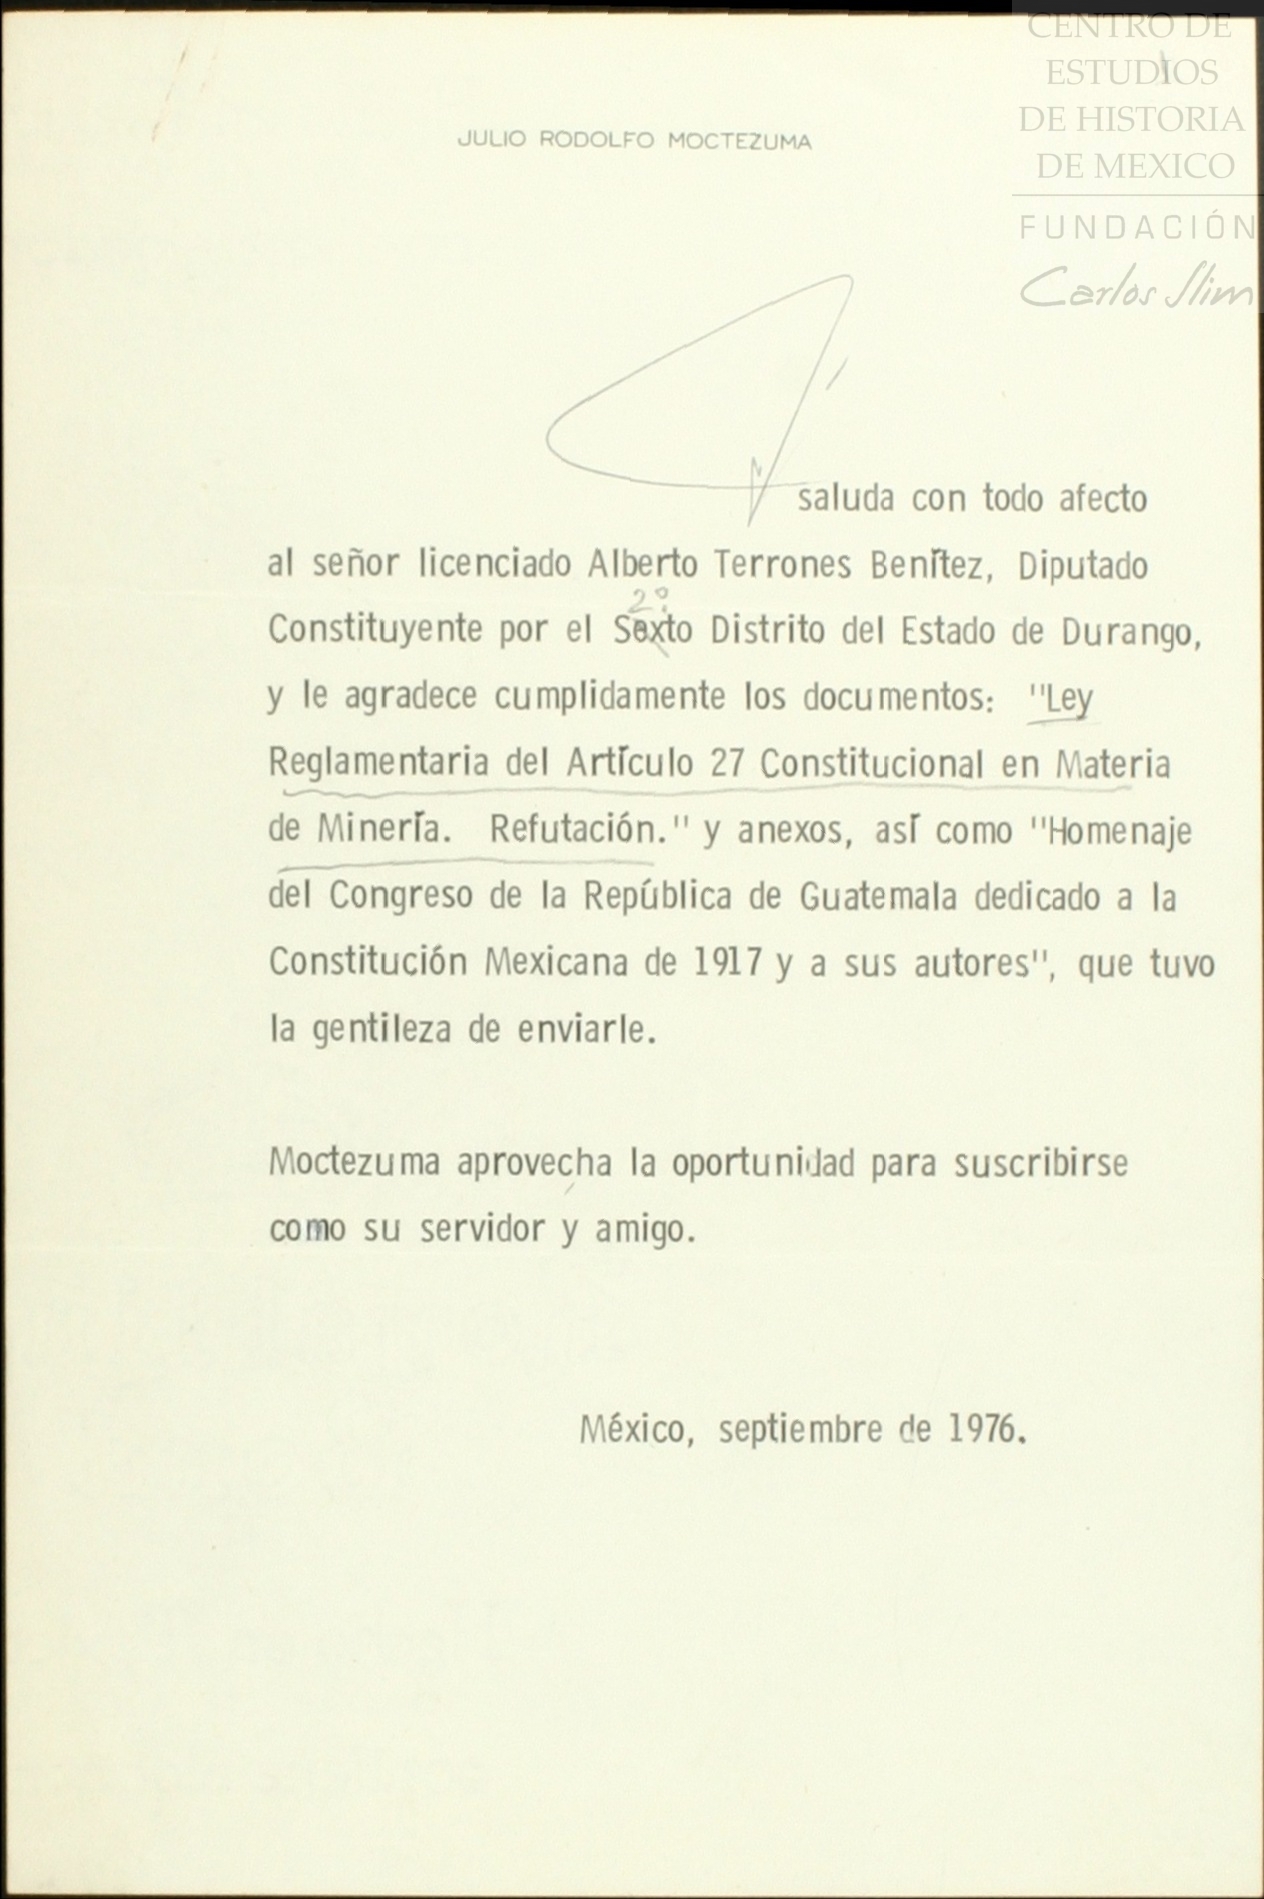 CENTRO DE
ESTUDIOS
DE HISTORIA
DE MEXICO
FUNDACIÓN
Carlos Slim
JULIO RODOLFO MOCTEZUMA
saluda con todo afecto
al señor licenciado Alberto Terrones Benítez, Diputado
2º.
Constituyente por el Sexto Distrito del Estado de Durango,
y le agradece cumplidamente los documentos: "Ley
Reglamentaria del Artículo 27 Constitucional en Materia
de Minería. Refutación." y anexos, así como "Homenaje
del Congreso de la República de Guatemala dedicado a la
Constitución Mexicana de 1917 y a sus autores", que tuvo
la gentileza de enviarle.
Moctezuma aprovecha la oportunidad para suscribirse
como su servidor y amigo.
México, septiembre de 1976.